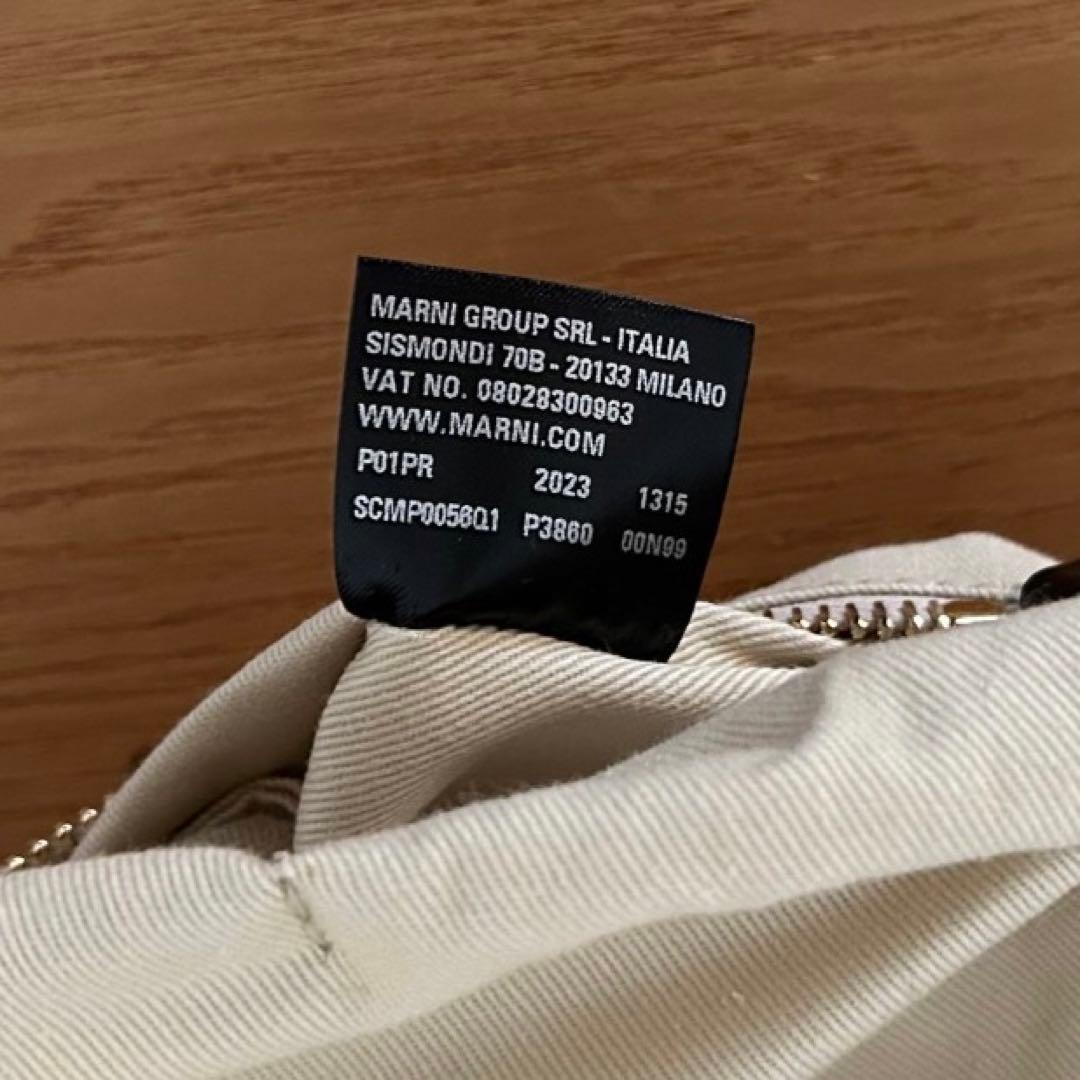 MARNI GROUP SRL - ITALIA
SISMONDI 70B - 20133 MILANO
VAT NO. 08028300963
WWW.MARNI.COM
P01PR 2023 1315
SCMP0056Q1 P3860 00N99